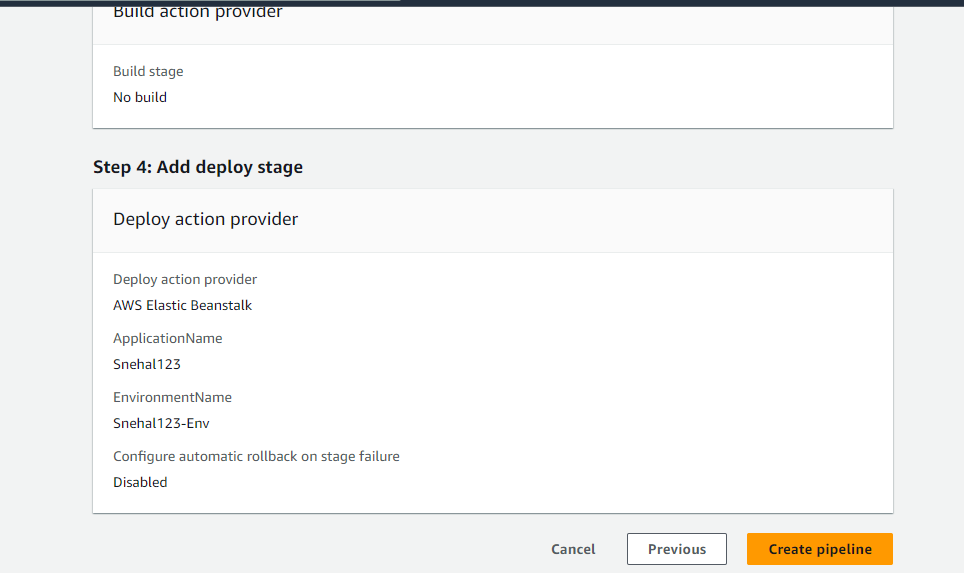 Build action provider
Build stage
No build
Step 4: Add deploy stage
Deploy action provider
Deploy action provider
AWS Elastic Beanstalk
ApplicationName
Snehal123
EnvironmentName
Snehal123-Env
Configure automatic rollback on stage failure
Disabled
Cancel
Previous
Create pipeline